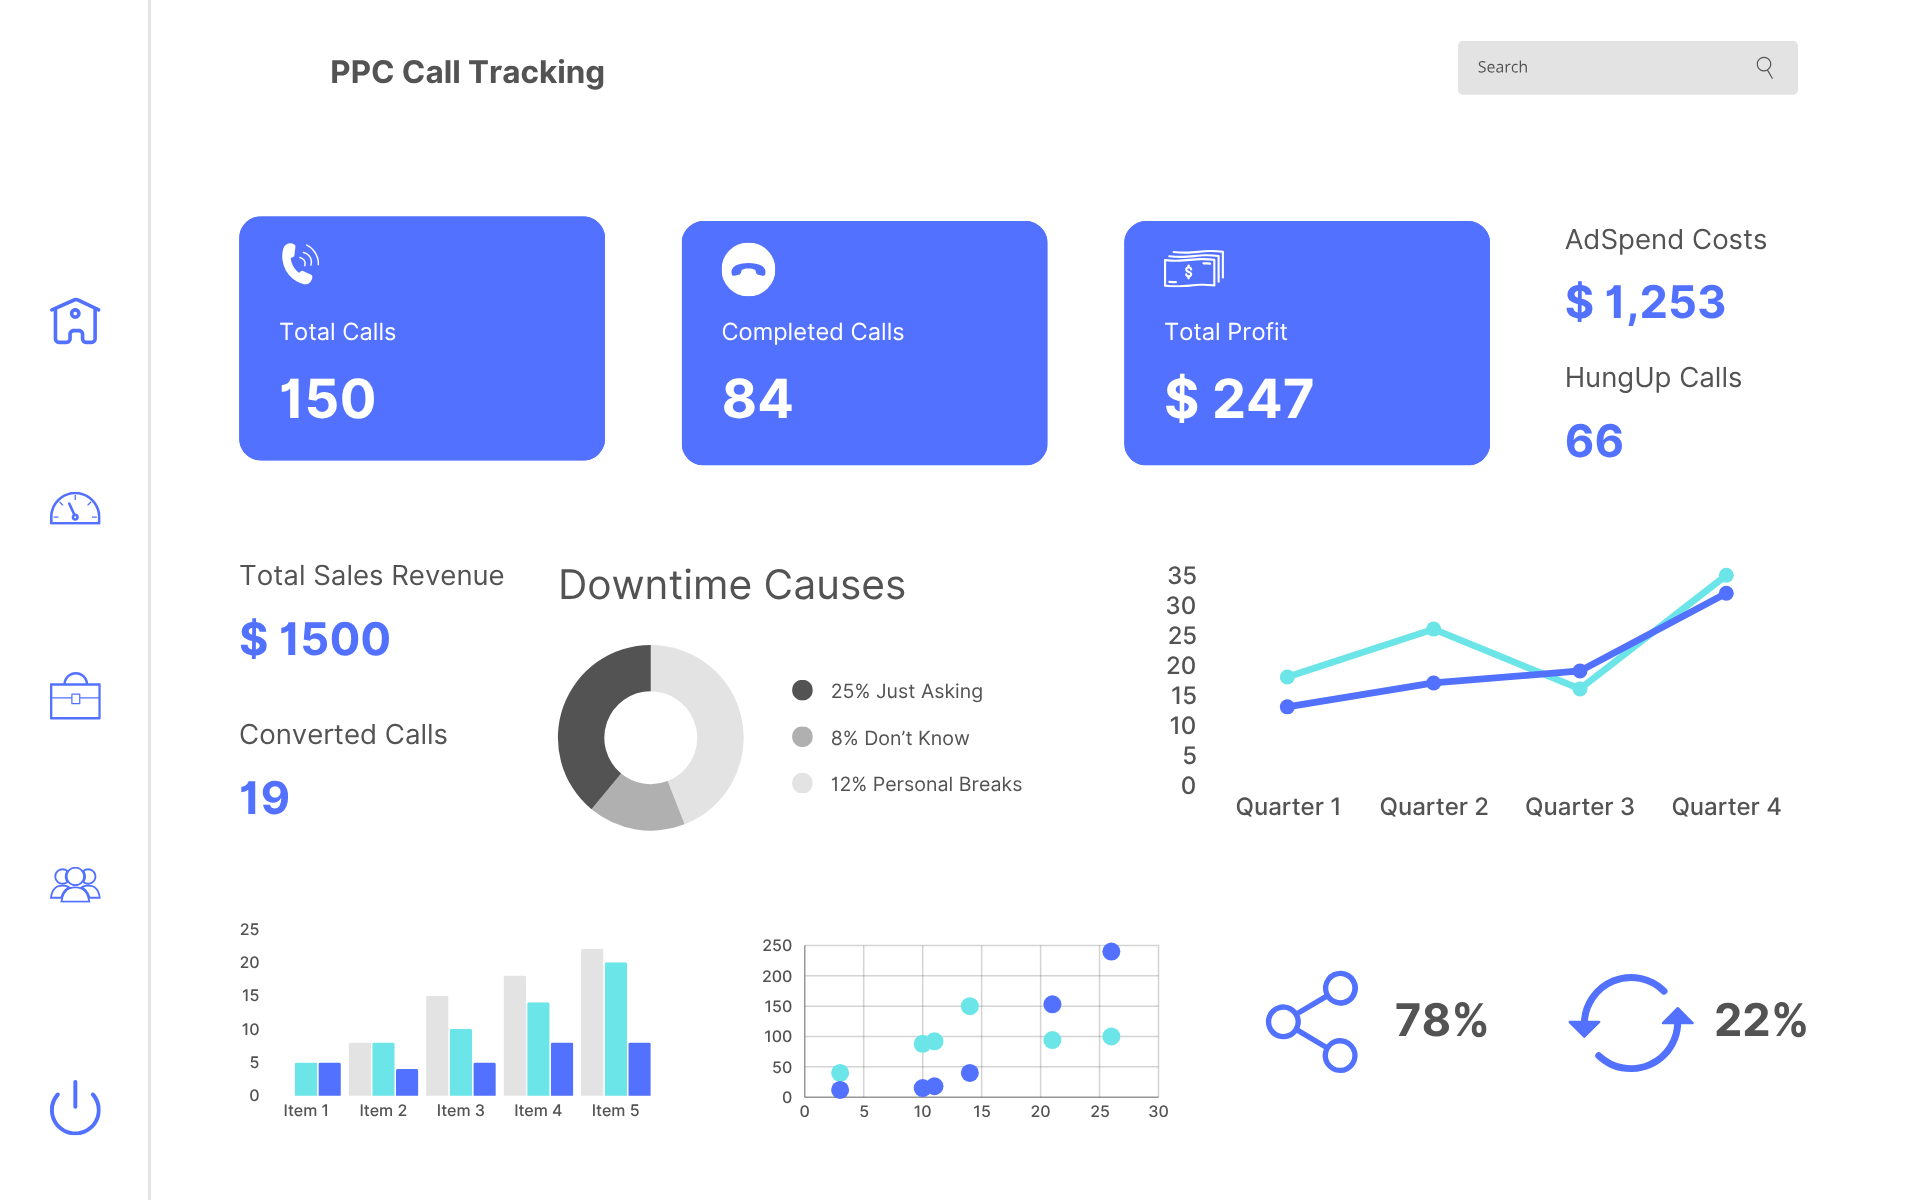 PPC Call Tracking
Search
Total Calls
150
Completed Calls
84
$
Total Profit
$ 247
AdSpend Costs
$ 1,253
HungUp Calls
66
Total Sales Revenue
$ 1500
Converted Calls
19
Downtime Causes
25% Just Asking
8% Don’t Know
12% Personal Breaks
35
30
25
20
15
10
5
0
Quarter 1 Quarter 2 Quarter 3 Quarter 4
25
20
15
10
5
0
Item 1 Item 2 Item 3 Item 4 Item 5
250
200
150
100
50
0
0 5 10 15 20 25 30
78%
22%